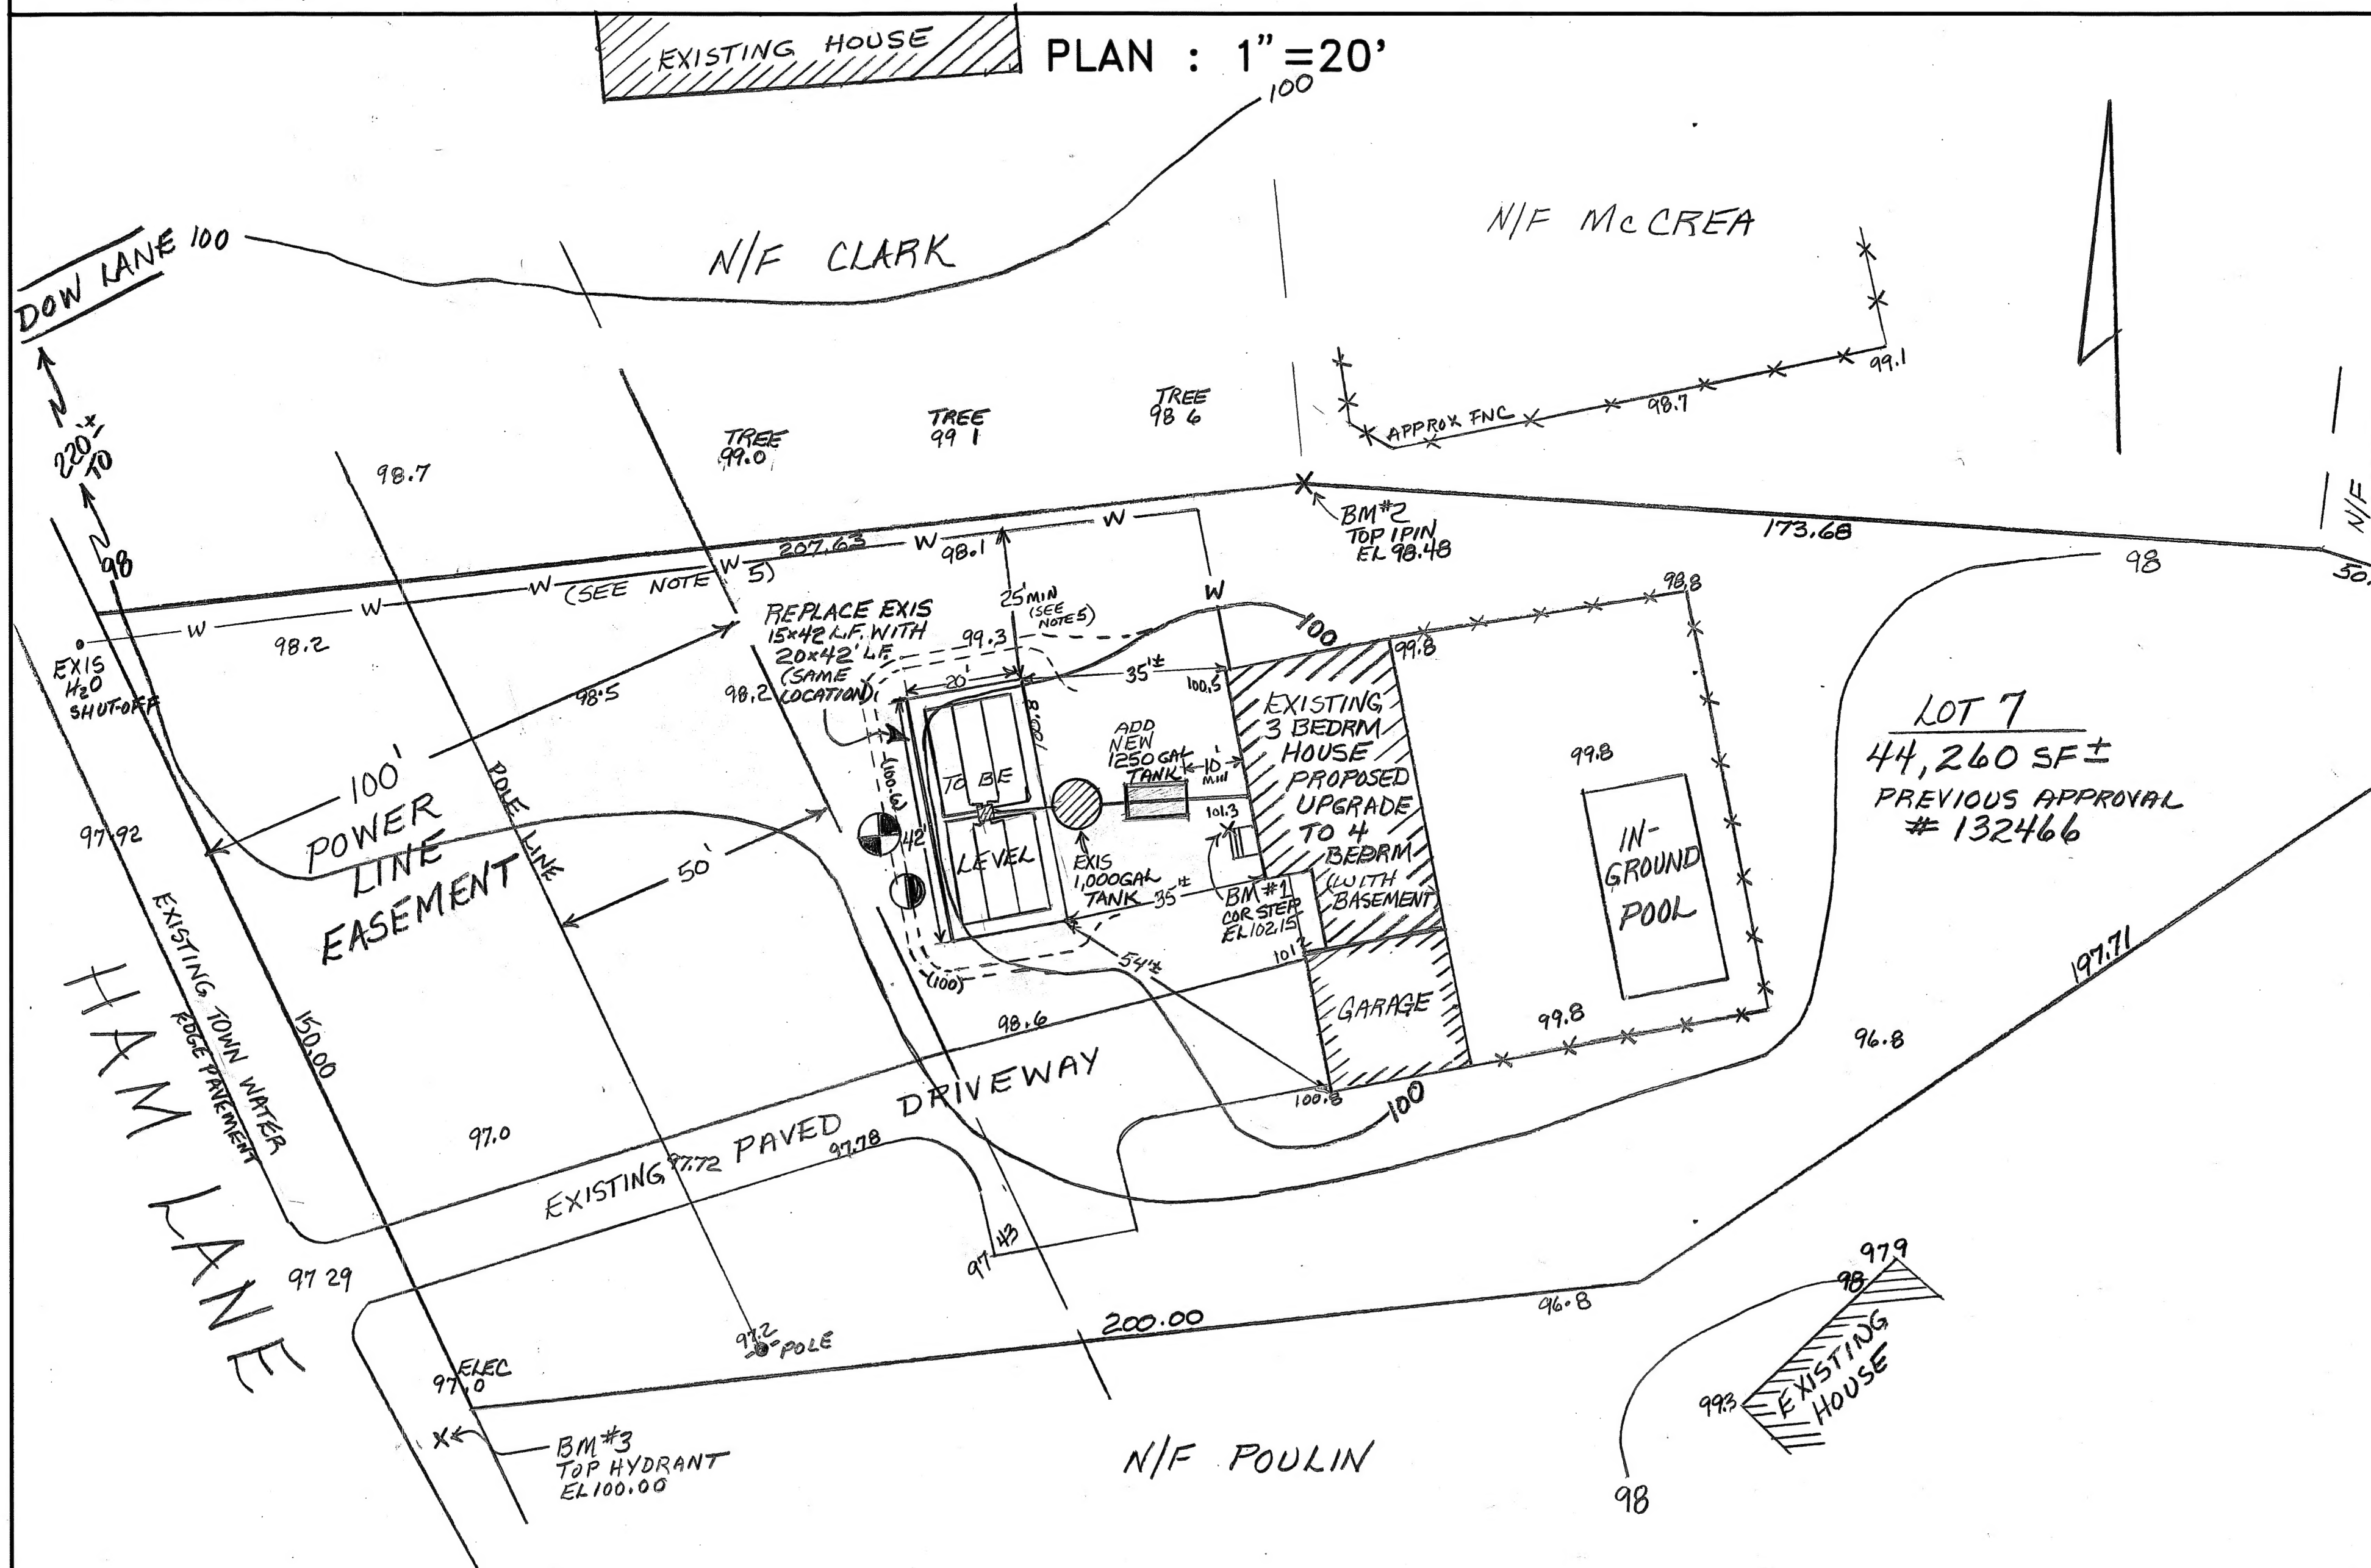 EXISTING HOUSE
PLAN : 1"=20'
100
DOW LANE
100
N/F CLARK
N/F McCREA
220'±
TO
98
98.7
TREE
99.0
TREE
99 1
TREE
98 6
APPROX FNC
98.7
99.1
BM#2
TOP IPIN
EL 98.48
173.68
98
50.
N/F
207.63
W
W
W
W
W
W
W
(SEE NOTE 5)
98.1
98.2
EXIS
H2O
SHUT-OFF
25' MIN
(SEE
NOTE 5)
REPLACE EXIS
15x42 L.F. WITH
20x42' L.F.
(SAME
LOCATION)
99.3
98.2
98.5
20'
35'±
100
100.5
99.8
98.8
100.8
(100.6)
42'
TO BE
LEVEL
ADD
NEW
1250 GAL
TANK
10'
MIN
101.3
EXIS
1,000 GAL
TANK
35'±
BM #1
COR STEP
EL 102.15
EXISTING
3 BEDRM
HOUSE
PROPOSED
UPGRADE
TO 4
BEDRM
(WITH
BASEMENT)
99.8
IN-
GROUND
POOL
LOT 7
44,260 SF±
PREVIOUS APPROVAL
# 132466
100'
POWER
LINE
EASEMENT
POLE LINE
50'
97.92
EXISTING TOWN WATER
EDGE PAVEMENT
HAM LANE
150.00
(100)
54'±
98.6
GARAGE
99.8
100.8
100
96.8
197.71
97.0
EXISTING PAVED DRIVEWAY
97.72
97.78
97 43
97 29
97.2
POLE
200.00
96.8
979
98
EXISTING
HOUSE
993
98
ELEC
97.0
BM#3
TOP HYDRANT
EL 100.00
N/F POULIN